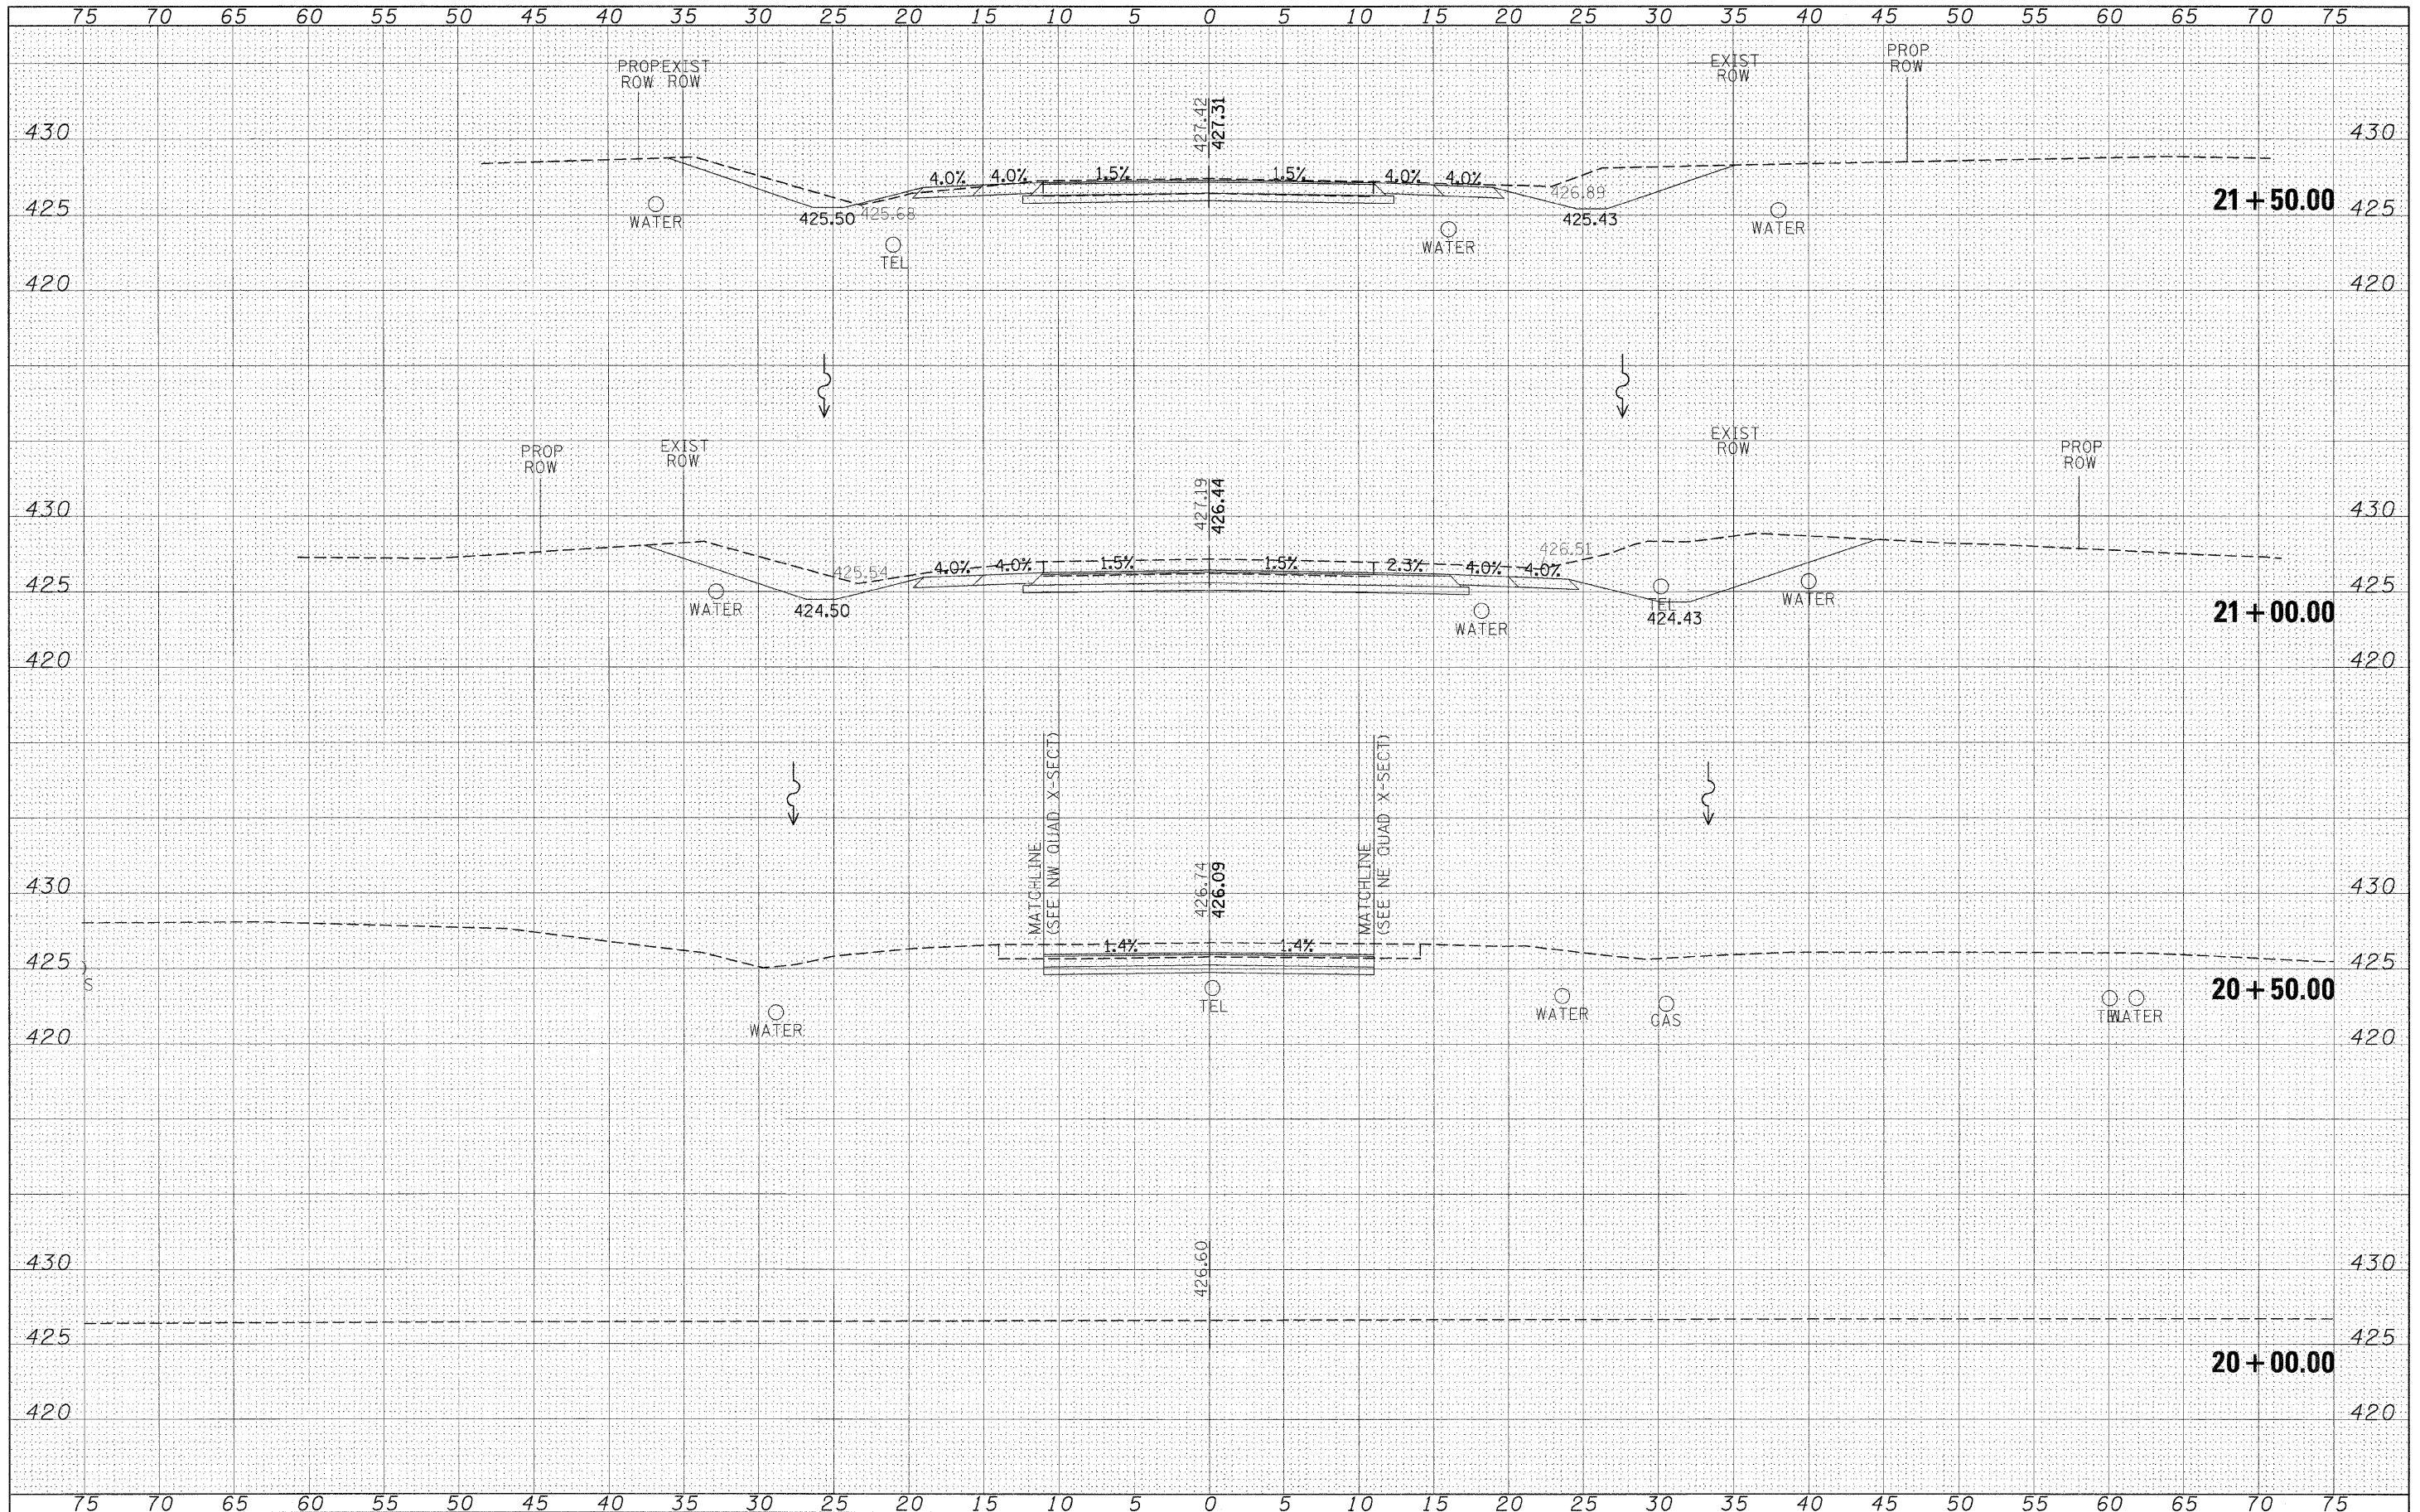 75 70 65 60 55 50 45 40 35 30 25 20 15 10 5 0 5 10 15 20 25 30 35 40 45 50 55 60 65 70 75
PROP ROW
EXIST ROW
EXIST ROW
PROP ROW
427.42
427.31
430
430
4.0% 4.0% 1.5% 1.5% 4.0% 4.0%
426.89
425
425
21+50.00
WATER
425.50
425.68
TEL
WATER
425.43
WATER
420
420
PROP ROW
EXIST ROW
EXIST ROW
PROP ROW
427.19
426.44
430
430
426.51
425.54
4.0% 4.0% 1.5% 1.5% 2.3% 4.0% 4.0%
425
425
WATER
424.50
WATER
TEL
424.43
WATER
21+00.00
420
420
MATCHLINE
(SEE NW QUAD X-SECT)
426.74
426.09
MATCHLINE
(SEE NE QUAD X-SECT)
430
430
1.4% 1.4%
425
425
S
20+50.00
WATER
TEL
WATER
GAS
TEL
WATER
420
420
426.60
430
430
425
425
20+00.00
420
420
75 70 65 60 55 50 45 40 35 30 25 20 15 10 5 0 5 10 15 20 25 30 35 40 45 50 55 60 65 70 75